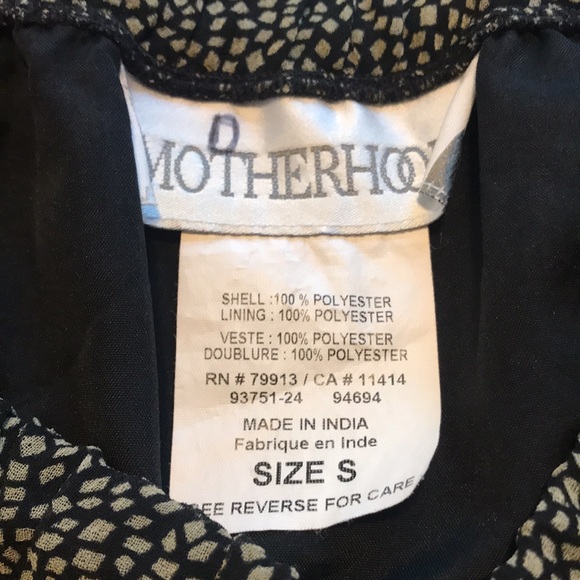 D
MOTHERHOO
SHELL :100 % POLYESTER
LINING : 100% POLYESTER
VESTE : 100% POLYESTER
DOUBLURE : 100% POLYESTER
RN # 79913 / CA # 11414
93751-24 94694
MADE IN INDIA
Fabrique en Inde
SIZE S
EE REVERSE FOR CARE